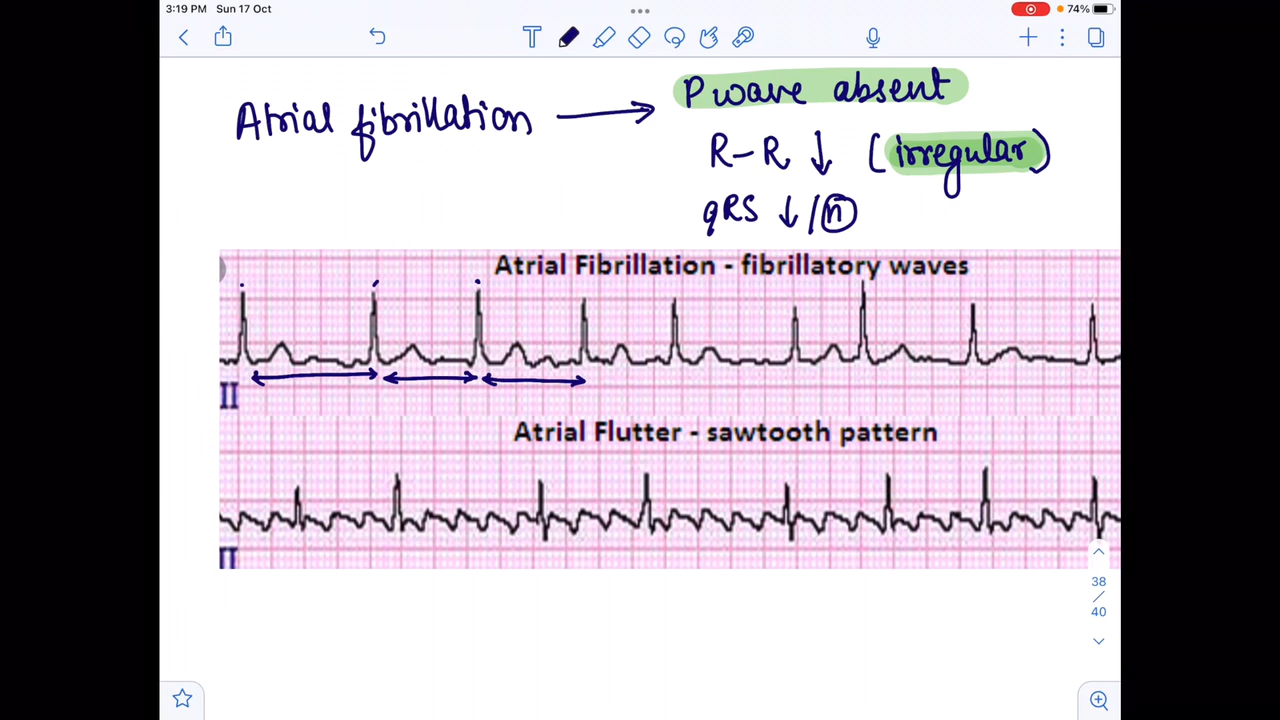 3:19 PM Sun 17 Oct
74%
Atrial fibrillation → P wave absent
R-R ↓ (irregular)
qRS ↓/n
Atrial Fibrillation - fibrillatory waves
II
Atrial Flutter - sawtooth pattern
II
38
/
40